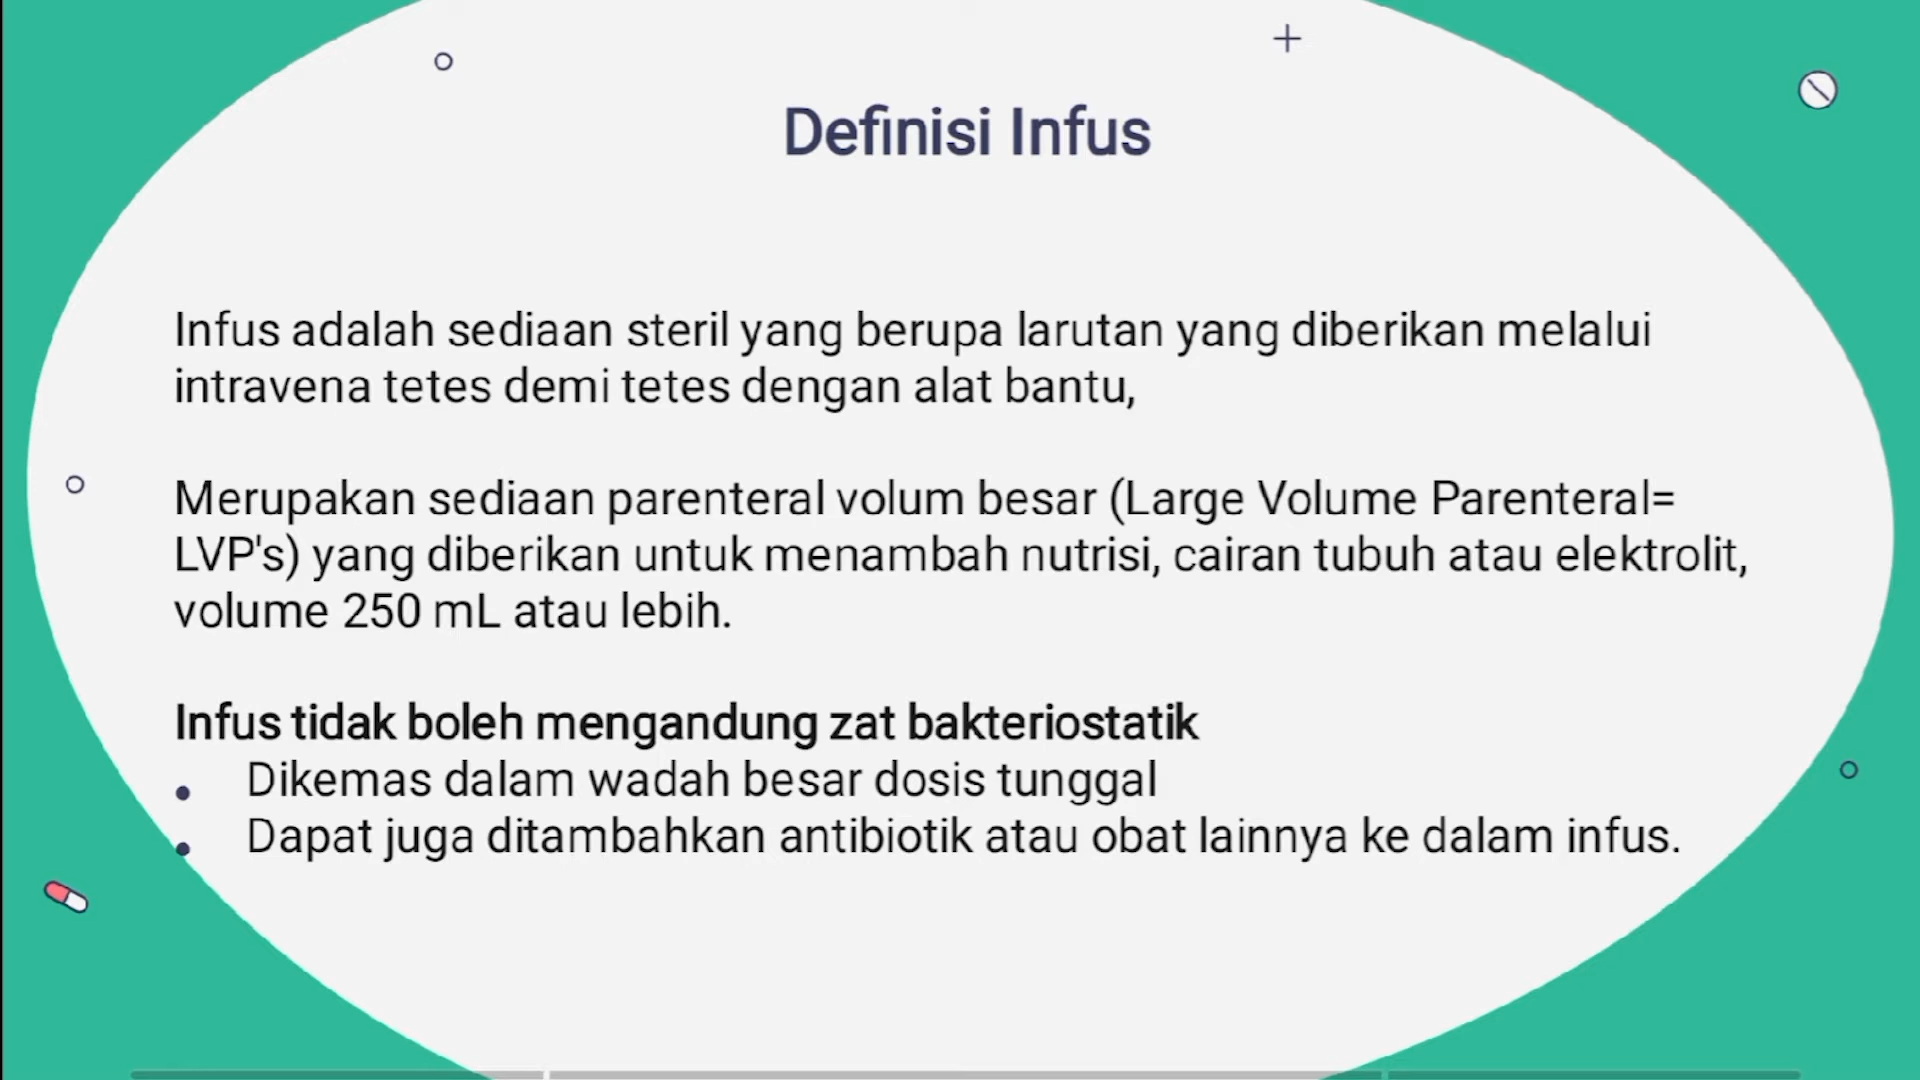 Definisi Infus
Infus adalah sediaan steril yang berupa larutan yang diberikan melalui
intravena tetes demi tetes dengan alat bantu,
Merupakan sediaan parenteral volum besar (Large Volume Parenteral=
LVP's) yang diberikan untuk menambah nutrisi, cairan tubuh atau elektrolit,
volume 250 mL atau lebih.
Infus tidak boleh mengandung zat bakteriostatik
• Dikemas dalam wadah besar dosis tunggal
• Dapat juga ditambahkan antibiotik atau obat lainnya ke dalam infus.